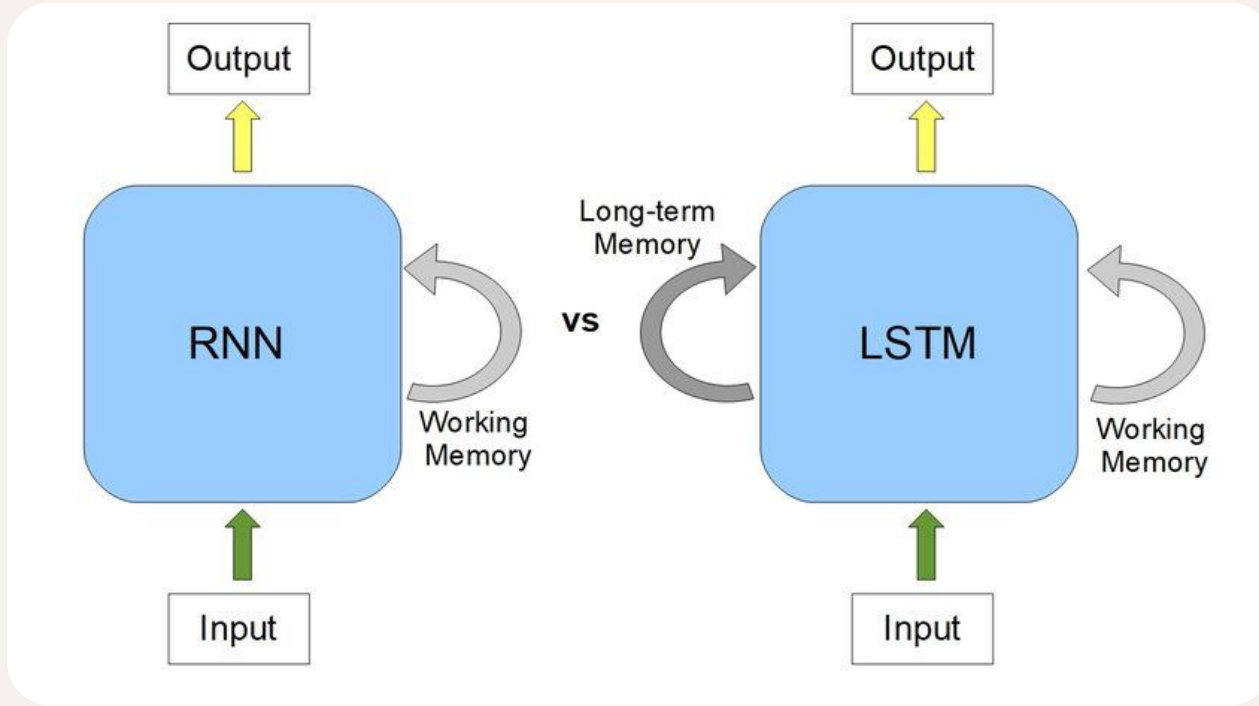 Output
RNN
Working
Memory
Input
vs
Output
Long-term
Memory
LSTM
Working
Memory
Input